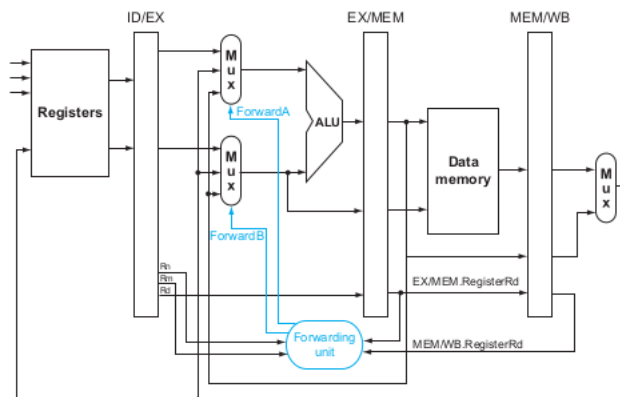 ID/EX
EX/MEM
MEM/WB
Registers
M
u
x
ForwardA
ALU
M
u
x
ForwardB
Data
memory
M
u
x
Rn
Rm
Rd
EX/MEM.RegisterRd
Forwarding
unit
MEM/WB.RegisterRd